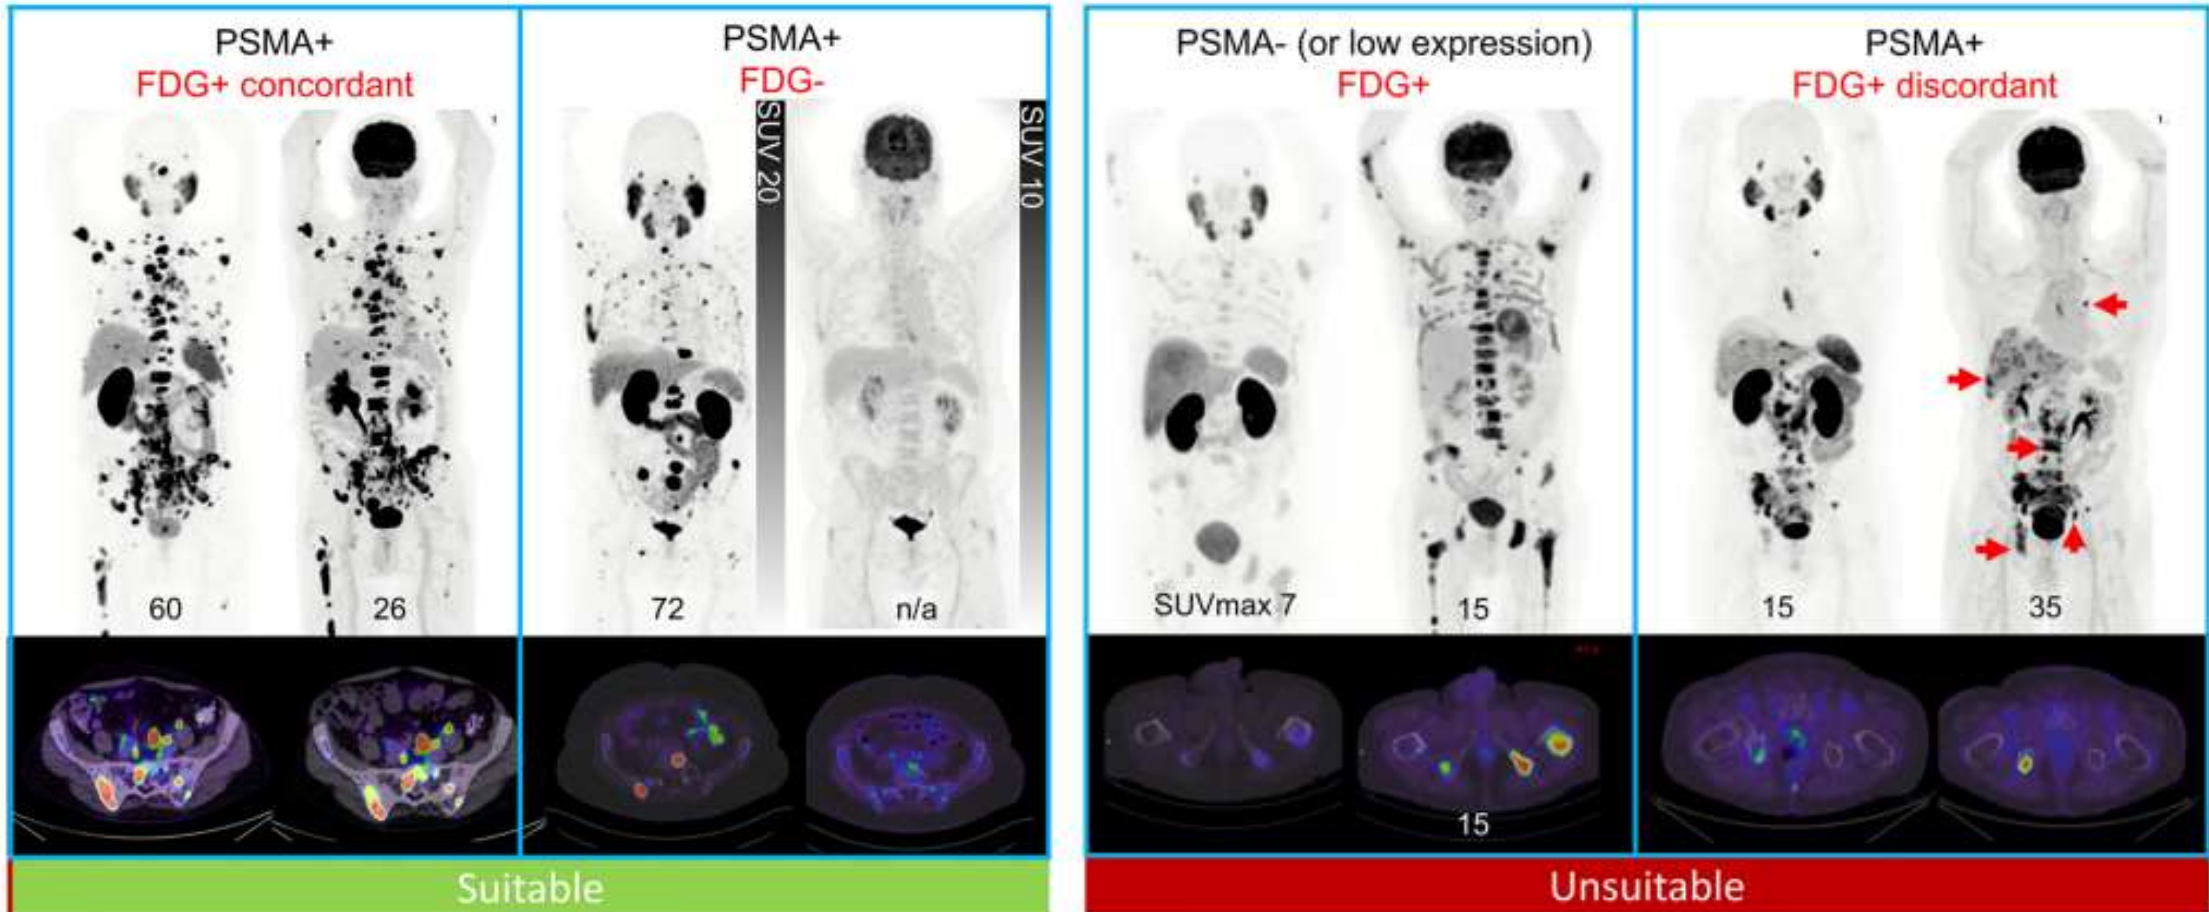 PSMA+
FDG+ concordant
PSMA+
FDG-
PSMA- (or low expression)
FDG+
PSMA+
FDG+ discordant
SUV 20
SUV 10
60
26
72
n/a
SUVmax 7
15
15
35
15
Suitable
Unsuitable